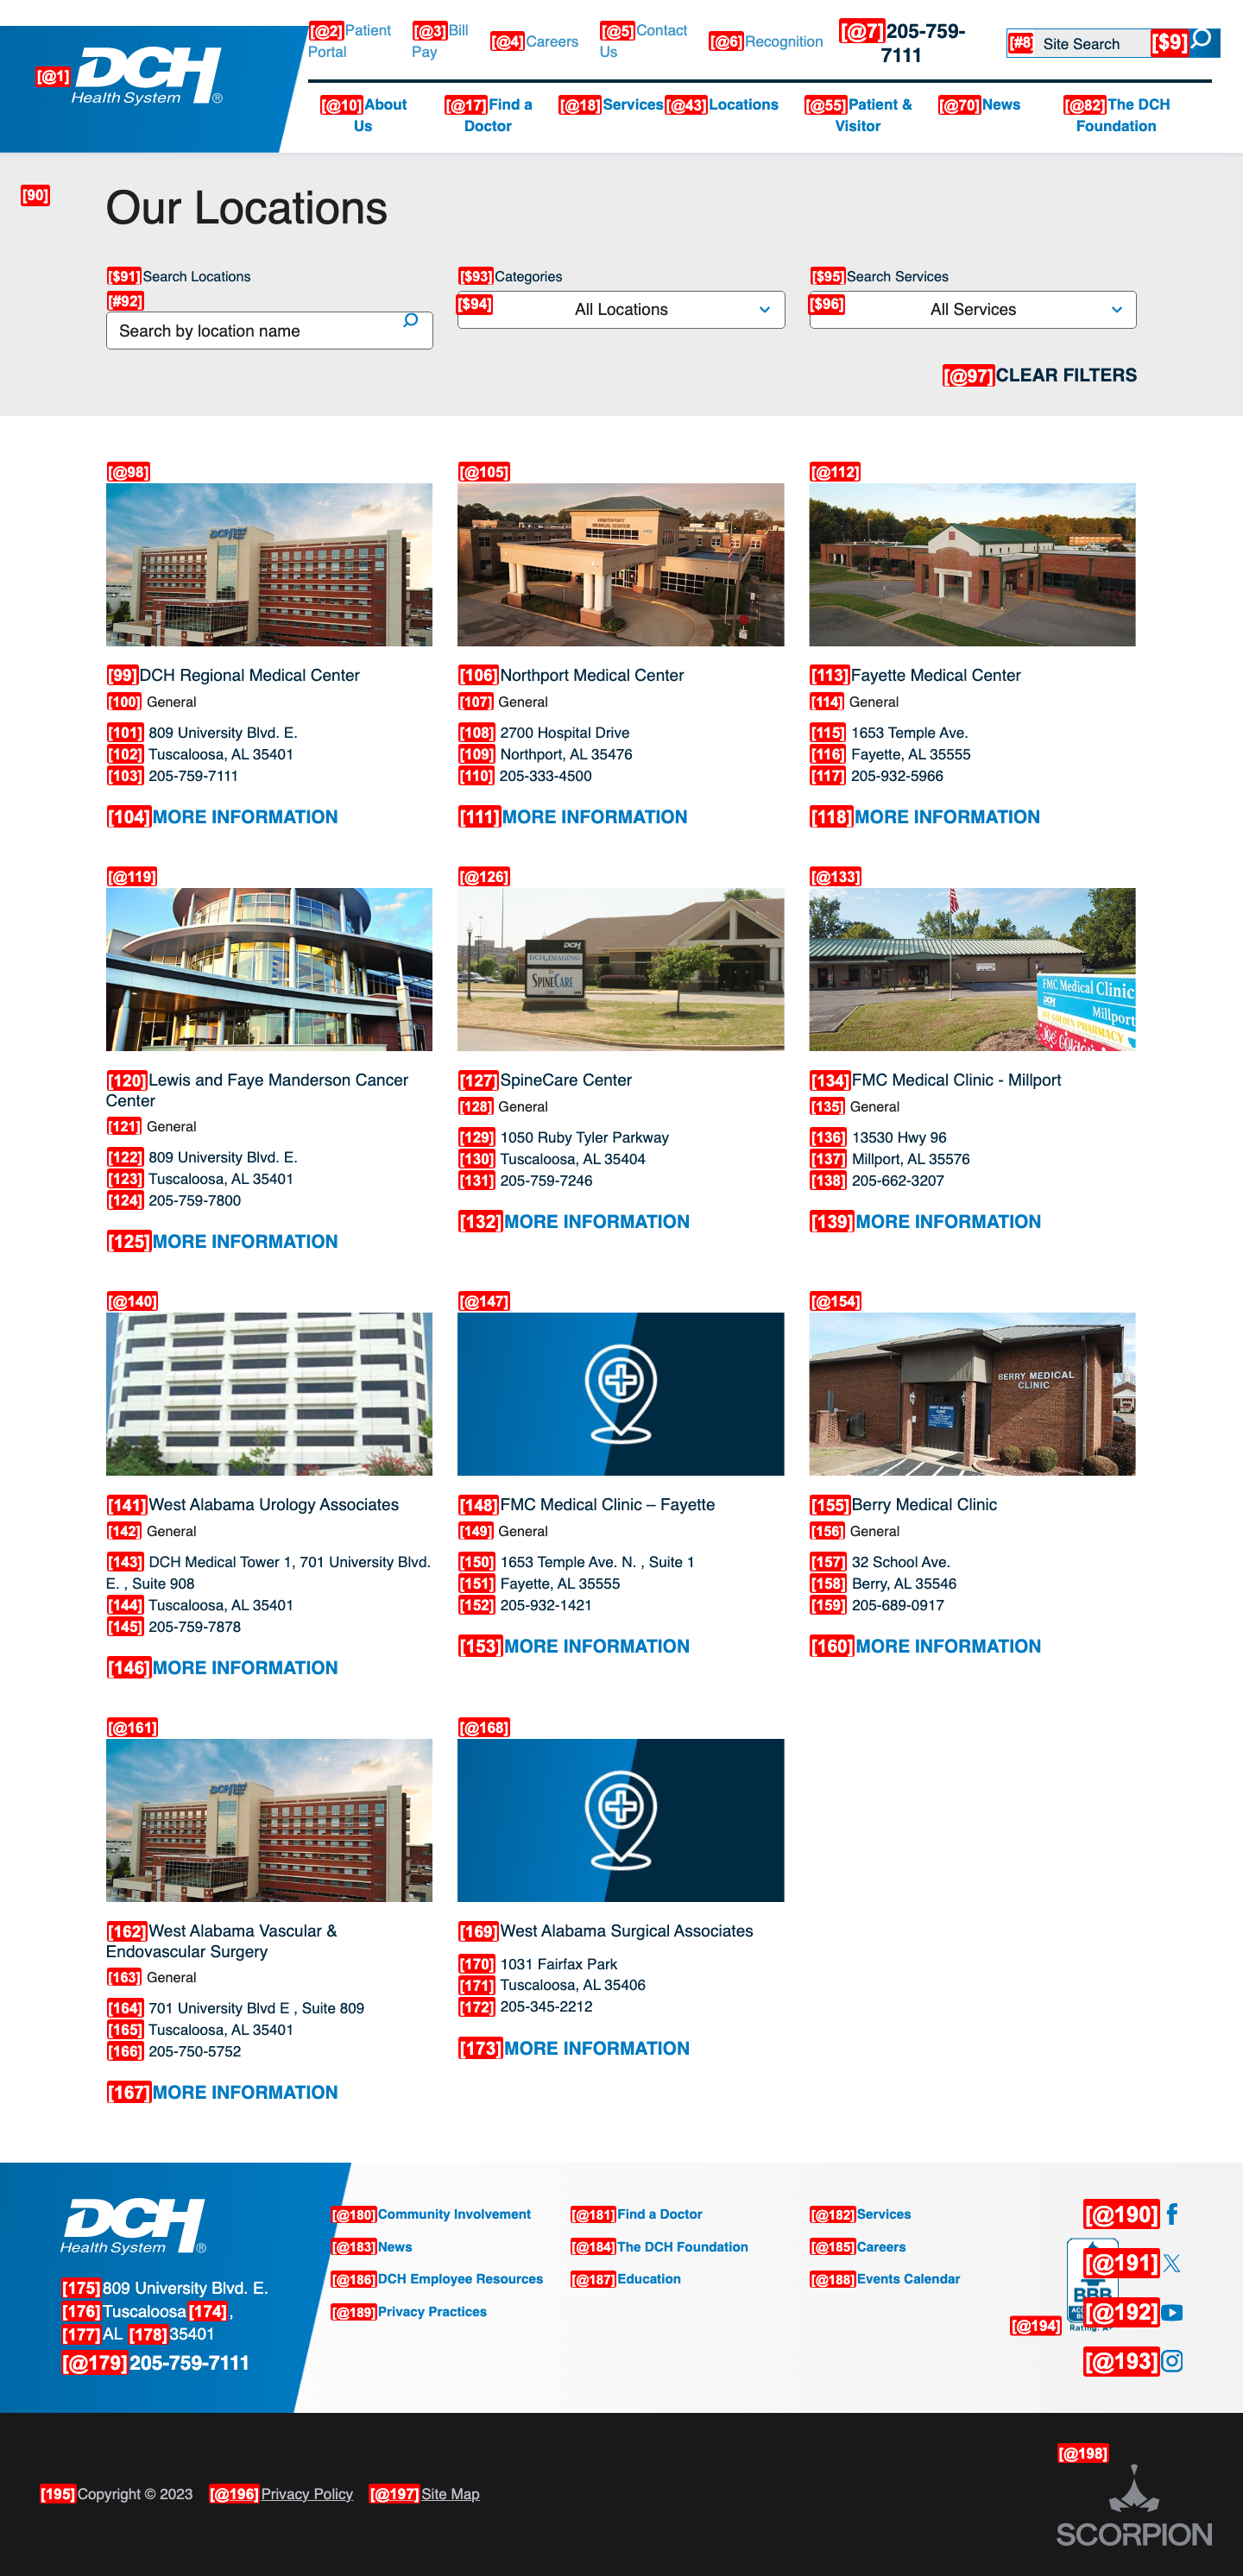 [@1] DCH
Health System®
[@2]Patient Portal
[@3]Bill Pay
[@4]Careers
[@5]Contact Us
[@6]Recognition
[@7]205-759-7111
[#8] Site Search [$9]
[@10]About Us
[@17]Find a Doctor
[@18]Services
[@43]Locations
[@55]Patient & Visitor
[@70]News
[@82]The DCH Foundation
[90]
Our Locations
[$91]Search Locations
[#92]
Search by location name
[$93]Categories
[$94] All Locations
[$95]Search Services
[$96] All Services
[@97]CLEAR FILTERS
[@98]
DCH
[99]DCH Regional Medical Center
[100] General
[101] 809 University Blvd. E.
[102] Tuscaloosa, AL 35401
[103] 205-759-7111
[104]MORE INFORMATION
[@105]
NORTHPORT
MEDICAL CENTER
[106]Northport Medical Center
[107] General
[108] 2700 Hospital Drive
[109] Northport, AL 35476
[110] 205-333-4500
[111]MORE INFORMATION
[@112]
[113]Fayette Medical Center
[114] General
[115] 1653 Temple Ave.
[116] Fayette, AL 35555
[117] 205-932-5966
[118]MORE INFORMATION
[@119]
[120]Lewis and Faye Manderson Cancer
Center
[121] General
[122] 809 University Blvd. E.
[123] Tuscaloosa, AL 35401
[124] 205-759-7800
[125]MORE INFORMATION
[@126]
DCH
DCH IMAGING
SPINECARE
[127]SpineCare Center
[128] General
[129] 1050 Ruby Tyler Parkway
[130] Tuscaloosa, AL 35404
[131] 205-759-7246
[132]MORE INFORMATION
[@133]
FMC Medical Clinic
DCH Millport
PHARMACY
[134]FMC Medical Clinic - Millport
[135] General
[136] 13530 Hwy 96
[137] Millport, AL 35576
[138] 205-662-3207
[139]MORE INFORMATION
[@140]
[141]West Alabama Urology Associates
[142] General
[143] DCH Medical Tower 1, 701 University Blvd.
E. , Suite 908
[144] Tuscaloosa, AL 35401
[145] 205-759-7878
[146]MORE INFORMATION
[@147]
[148]FMC Medical Clinic – Fayette
[149] General
[150] 1653 Temple Ave. N. , Suite 1
[151] Fayette, AL 35555
[152] 205-932-1421
[153]MORE INFORMATION
[@154]
BERRY MEDICAL
CLINIC
[155]Berry Medical Clinic
[156] General
[157] 32 School Ave.
[158] Berry, AL 35546
[159] 205-689-0917
[160]MORE INFORMATION
[@161]
DCH
[162]West Alabama Vascular &
Endovascular Surgery
[163] General
[164] 701 University Blvd E , Suite 809
[165] Tuscaloosa, AL 35401
[166] 205-750-5752
[167]MORE INFORMATION
[@168]
[169]West Alabama Surgical Associates
[170] 1031 Fairfax Park
[171] Tuscaloosa, AL 35406
[172] 205-345-2212
[173]MORE INFORMATION
DCH
Health System®
[175]809 University Blvd. E.
[176]Tuscaloosa[174],
[177]AL [178]35401
[@179]205-759-7111
[@180]Community Involvement
[@181]Find a Doctor
[@182]Services
[@183]News
[@184]The DCH Foundation
[@185]Careers
[@186]DCH Employee Resources
[@187]Education
[@188]Events Calendar
[@189]Privacy Practices
[@190]
[@191]
BBB
[@192]
[@194] Rating: A+
[@193]
[195]Copyright © 2023 [@196]Privacy Policy [@197]Site Map
[@198]
SCORPION